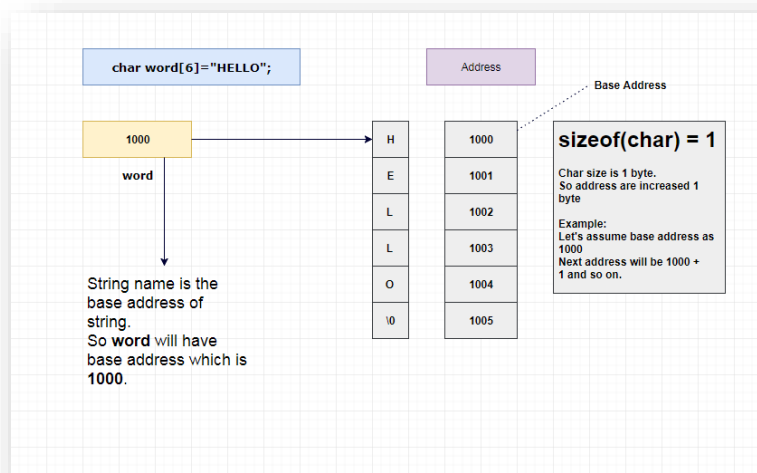 char word[6]="HELLO";
Address
Base Address
1000
word
H
E
L
L
O
\0
1000
1001
1002
1003
1004
1005
sizeof(char) = 1
Char size is 1 byte.
So address are increased 1
byte
Example:
Let's assume base address as
1000
Next address will be 1000 +
1 and so on.
String name is the
base address of
string.
So word will have
base address which is
1000.